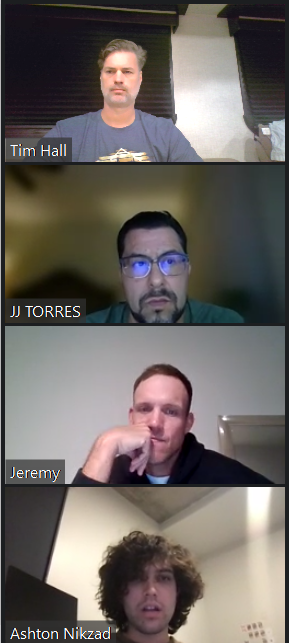 Tim Hall
JJ TORRES
Jeremy
Ashton Nikzad